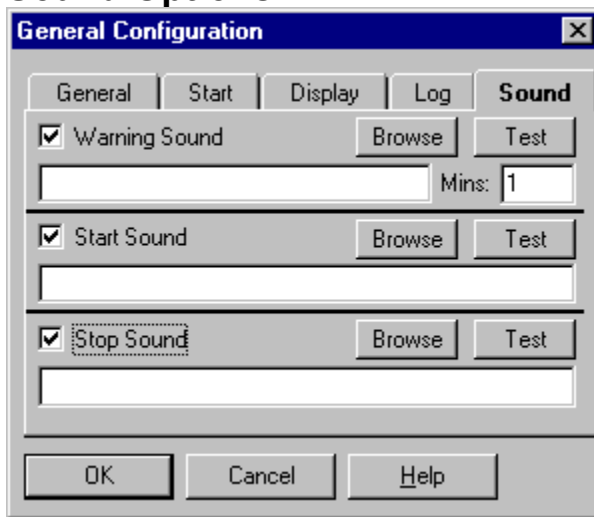 General Configuration
General Start Display Log Sound
Warning Sound Browse Test
Mins: 1
Start Sound Browse Test
Stop Sound Browse Test
OK Cancel Help